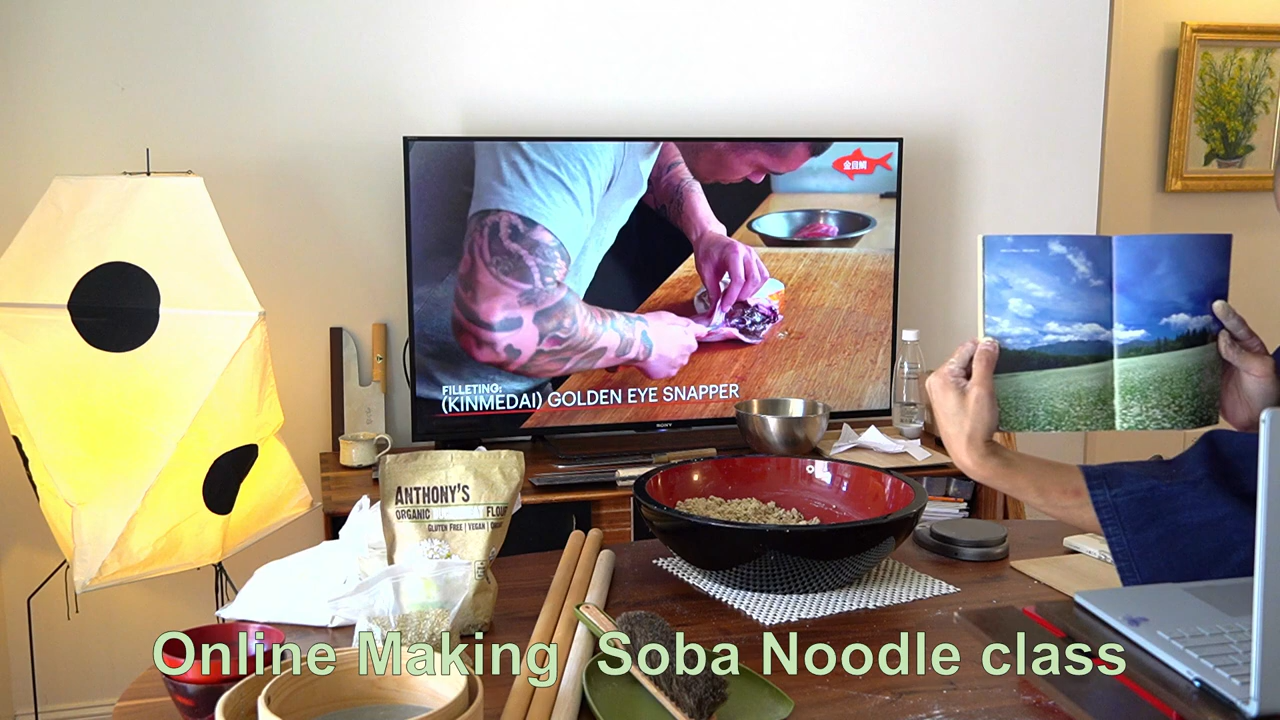 金目鯛
FILLETING:
(KINMEDAI) GOLDEN EYE SNAPPER
SONY
ANTHONY'S
ORGANIC
FLOUR
GLUTEN FREE | VEGAN |
Online Making Soba Noodle class